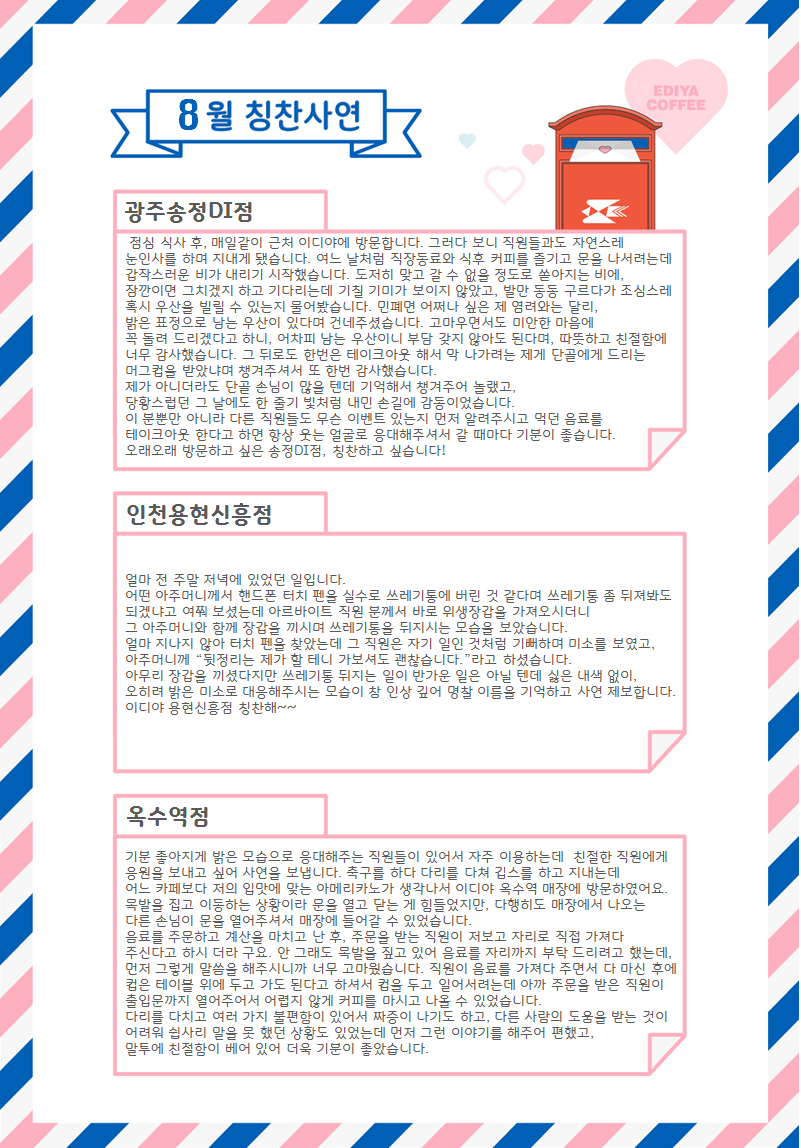 8월 칭찬사연
EDIYA
COFFEE
광주송정DI점
점심 식사 후, 매일같이 근처 이디야에 방문합니다. 그러다 보니 직원들과도 자연스레
눈인사를 하며 지내게 됐습니다. 여느 날처럼 직장동료와 식후 커피를 즐기고 문을 나서려는데
갑작스러운 비가 내리기 시작했습니다. 도저히 맞고 갈 수 없을 정도로 쏟아지는 비에,
잠깐이면 그치겠지 하고 기다리는데 기칠 기미가 보이지 않았고, 발만 동동 구르다가 조심스레
혹시 우산을 빌릴 수 있는지 물어봤습니다. 민폐면 어쩌나 싶은 제 염려와는 달리,
밝은 표정으로 남는 우산이 있다며 건네주셨습니다. 고마우면서도 미안한 마음에
꼭 돌려 드리겠다고 하니, 어차피 남는 우산이니 부담 갖지 않아도 된다며, 따뜻하고 친절함에
너무 감사했습니다. 그 뒤로도 한번은 테이크아웃 해서 막 나가려는 제게 단골에게 드리는
머그컵을 받았냐며 챙겨주셔서 또 한번 감사했습니다.
제가 아니더라도 단골 손님이 많을 텐데 기억해서 챙겨주어 놀랬고,
당황스럽던 그 날에도 한 줄기 빛처럼 내민 손길에 감동이었습니다.
이 분뿐만 아니라 다른 직원들도 무슨 이벤트 있는지 먼저 알려주시고 먹던 음료를
테이크아웃 한다고 하면 항상 웃는 얼굴로 응대해주셔서 갈 때마다 기분이 좋습니다.
오래오래 방문하고 싶은 송정DI점, 칭찬하고 싶습니다!
인천용현신흥점
얼마 전 주말 저녁에 있었던 일입니다.
어떤 아주머니께서 핸드폰 터치 펜을 실수로 쓰레기통에 버린 것 같다며 쓰레기통 좀 뒤져봐도
되겠냐고 여쭤 보셨는데 아르바이트 직원 분께서 바로 위생장갑을 가져오시더니
그 아주머니와 함께 장갑을 끼시며 쓰레기통을 뒤지시는 모습을 보았습니다.
얼마 지나지 않아 터치 펜을 찾았는데 그 직원은 자기 일인 것처럼 기뻐하며 미소를 보였고,
아주머니께 “뒷정리는 제가 할 테니 가보셔도 괜찮습니다.”라고 하셨습니다.
아무리 장갑을 끼셨다지만 쓰레기통 뒤지는 일이 반가운 일은 아닐 텐데 싫은 내색 없이,
오히려 밝은 미소로 대응해주시는 모습이 참 인상 깊어 명찰 이름을 기억하고 사연 제보합니다.
이디야 용현신흥점 칭찬해~~
옥수역점
기분 좋아지게 밝은 모습으로 응대해주는 직원들이 있어서 자주 이용하는데 친절한 직원에게
응원을 보내고 싶어 사연을 보냅니다. 축구를 하다 다리를 다쳐 깁스를 하고 지내는데
어느 카페보다 저의 입맛에 맞는 아메리카노가 생각나서 이디야 옥수역 매장에 방문하였어요.
목발을 집고 이동하는 상황이라 문을 열고 닫는 게 힘들었지만, 다행히도 매장에서 나오는
다른 손님이 문을 열어주셔서 매장에 들어갈 수 있었습니다.
음료를 주문하고 계산을 마치고 난 후, 주문을 받는 직원이 저보고 자리로 직접 가져다
주신다고 하시 더라 구요. 안 그래도 목발을 짚고 있어 음료를 자리까지 부탁 드리려고 했는데,
먼저 그렇게 말씀을 해주시니까 너무 고마웠습니다. 직원이 음료를 가져다 주면서 다 마신 후에
컵은 테이블 위에 두고 가도 된다고 하셔서 컵을 두고 일어서려는데 아까 주문을 받은 직원이
출입문까지 열어주어서 어렵지 않게 커피를 마시고 나올 수 있었습니다.
다리를 다치고 여러 가지 불편함이 있어서 짜증이 나기도 하고, 다른 사람의 도움을 받는 것이
어려워 쉽사리 말을 못 했던 상황도 있었는데 먼저 그런 이야기를 해주어 편했고,
말투에 친절함이 베어 있어 더욱 기분이 좋았습니다.